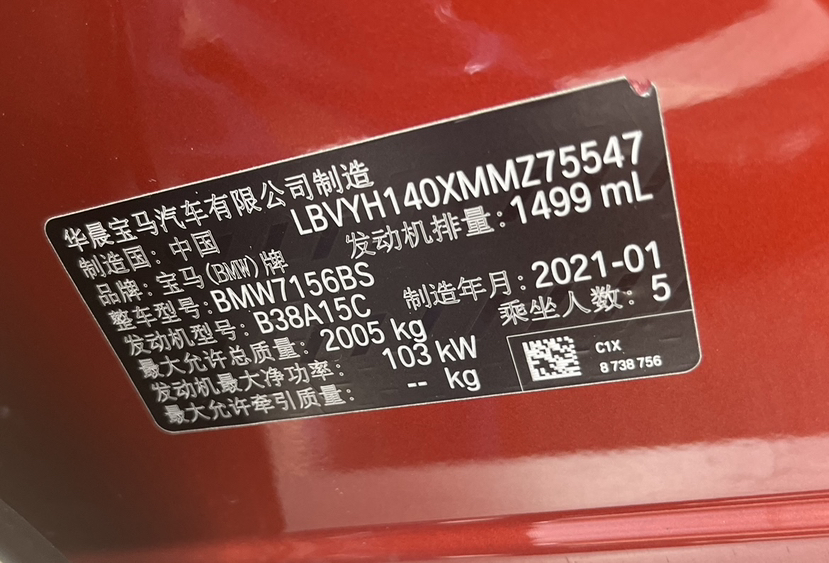 华晨宝马汽车有限公司制造
LBVYH140XMMZ75547
制造国: 中国
发动机排量: 1499 mL
品牌: 宝马(BMW)牌
整车型号: BMW7156BS
制造年月: 2021-01
发动机型号: B38A15C
乘坐人数: 5
最大允许总质量: 2005 kg
发动机最大净功率: 103 kW
最大允许牵引质量: -- kg
C1X
8 738 756